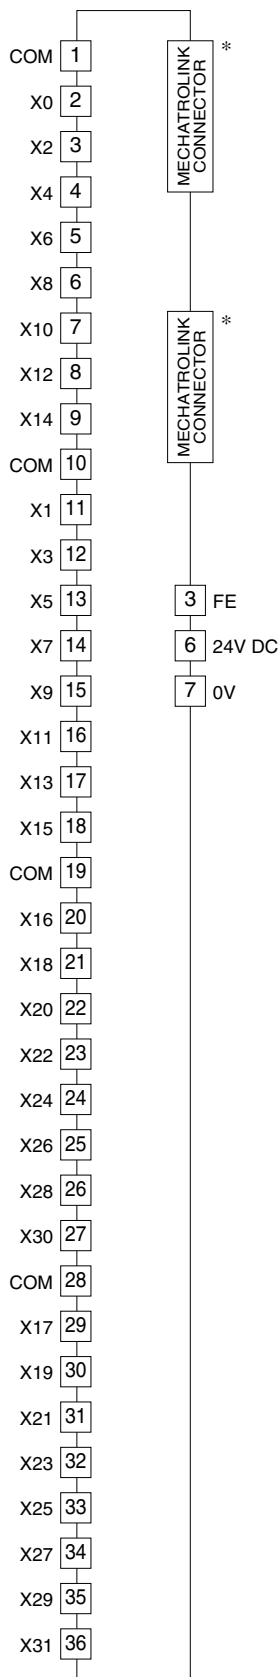 COM 1
X0 2
X2 3
X4 4
X6 5
X8 6
X10 7
X12 8
X14 9
COM 10
X1 11
X3 12
X5 13
X7 14
X9 15
X11 16
X13 17
X15 18
COM 19
X16 20
X18 21
X20 22
X22 23
X24 24
X26 25
X28 26
X30 27
COM 28
X17 29
X19 30
X21 31
X23 32
X25 33
X27 34
X29 35
X31 36
MECHATROLINK
CONNECTOR
*
MECHATROLINK
CONNECTOR
*
3 FE
6 24V DC
7 0V